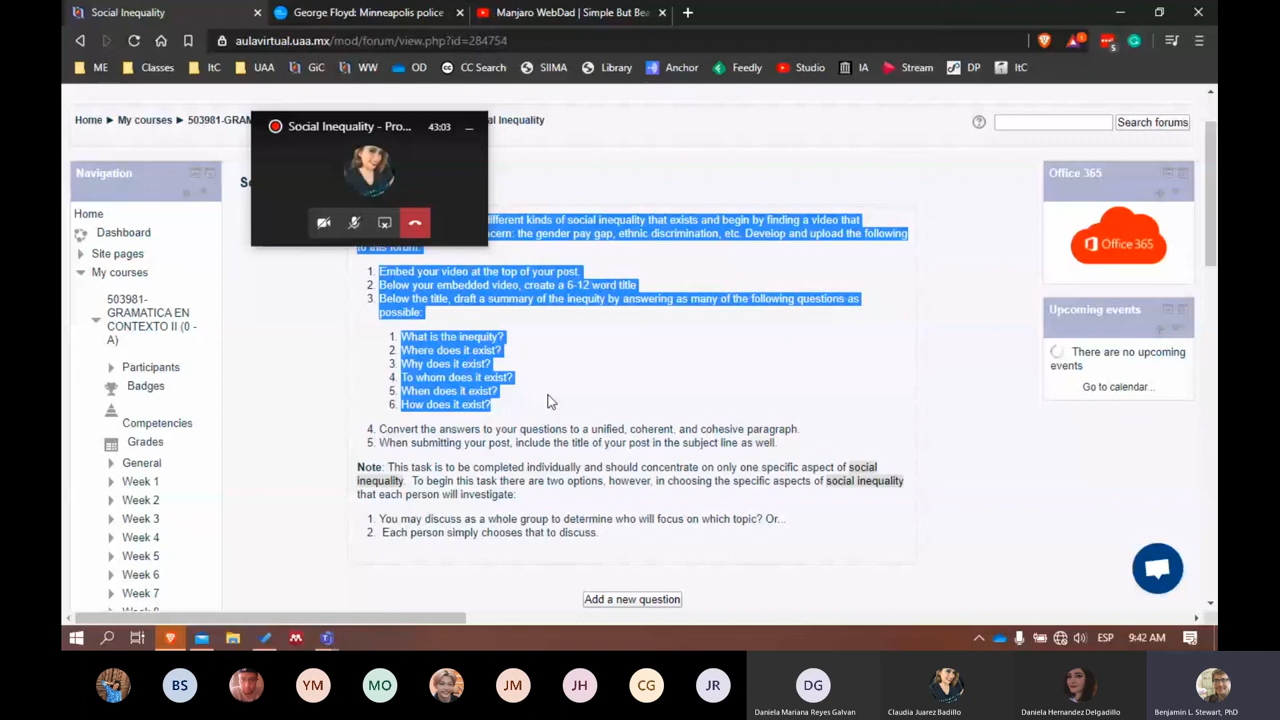 Social Inequality
George Floyd: Minneapolis police
Manjaro WebDad | Simple But Bea
aulavirtual.uaa.mx/mod/forum/view.php?id=284754
ME Classes ItC UAA GiC WW OD CC Search SIIMA Library Anchor Feedly Studio IA Stream DP ItC
Home ► My courses ► 503981-GRAM
Social Inequality - Pro... 43:03
l Inequality
Search forums
Navigation
Home
Dashboard
Site pages
My courses
503981-
GRAMATICA EN
CONTEXTO II (0 -
A)
Participants
Badges
Competencies
Grades
General
Week 1
Week 2
Week 3
Week 4
Week 5
Week 6
Week 7
So
ifferent kinds of social inequality that exists and begin by finding a video that
ncern: the gender pay gap, ethnic discrimination, etc. Develop and upload the following
to this forum:
1. Embed your video at the top of your post.
2. Below your embedded video, create a 6-12 word title
3. Below the title, draft a summary of the inequity by answering as many of the following questions as
possible:
1. What is the inequity?
2. Where does it exist?
3. Why does it exist?
4. To whom does it exist?
5. When does it exist?
6. How does it exist?
4. Convert the answers to your questions to a unified, coherent, and cohesive paragraph.
5. When submitting your post, include the title of your post in the subject line as well.
Note: This task is to be completed individually and should concentrate on only one specific aspect of social
inequality. To begin this task there are two options, however, in choosing the specific aspects of social inequality
that each person will investigate:
1. You may discuss as a whole group to determine who will focus on which topic? Or...
2. Each person simply chooses that to discuss.
Add a new question
Office 365
Office 365
Upcoming events
There are no upcoming
events
Go to calendar...
ESP 9:42 AM
BS YM MO JM JH CG JR DG
Daniela Mariana Reyes Galvan
Claudia Juarez Badillo
Daniela Hernandez Delgadillo
Benjamin L. Stewart, PhD